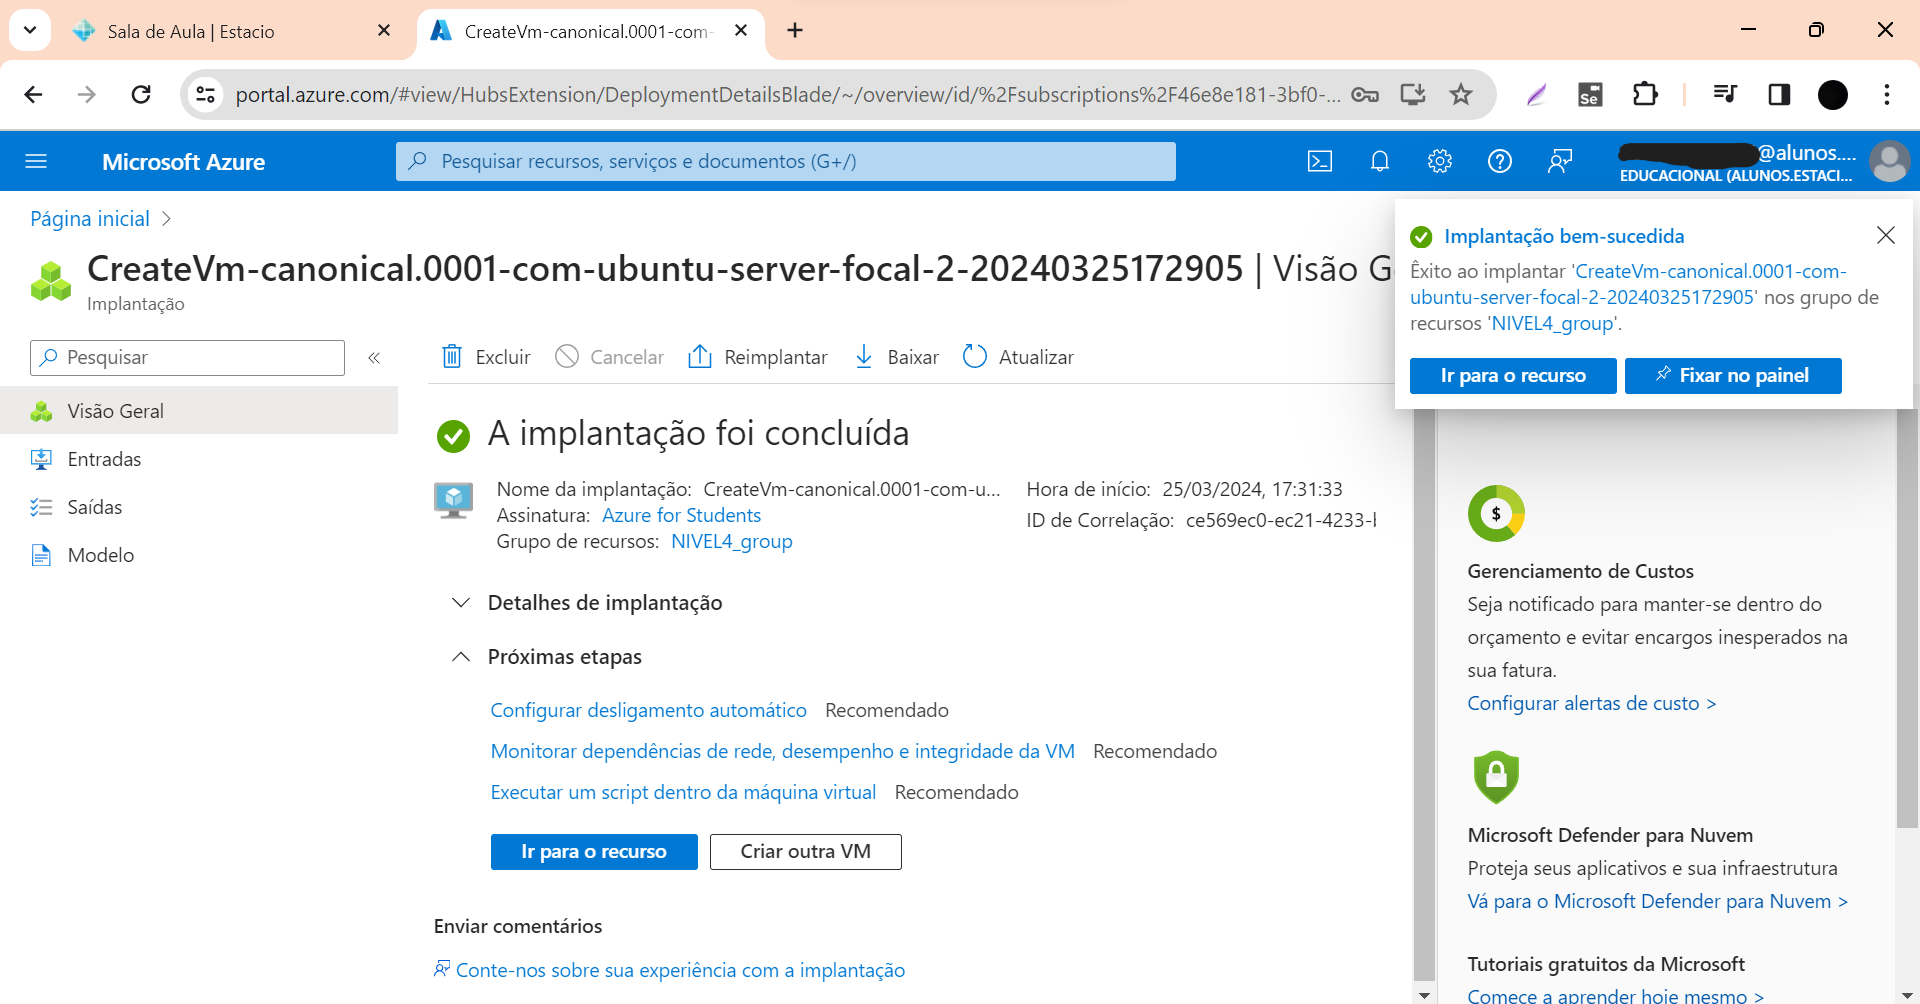 Sala de Aula | Estacio
CreateVm-canonical.0001-com-
portal.azure.com/#view/HubsExtension/DeploymentDetailsBlade/~/overview/id/%2Fsubscriptions%2F46e8e181-3bf0-...
Se
Microsoft Azure
Pesquisar recursos, serviços e documentos (G+/)
@alunos....
EDUCACIONAL (ALUNOS.ESTACI...
Página inicial
CreateVm-canonical.0001-com-ubuntu-server-focal-2-20240325172905 | Visão G
Implantação
Implantação bem-sucedida
Êxito ao implantar 'CreateVm-canonical.0001-com-
ubuntu-server-focal-2-20240325172905' nos grupo de
recursos 'NIVEL4_group'.
Ir para o recurso
Fixar no painel
Pesquisar
Excluir
Cancelar
Reimplantar
Baixar
Atualizar
Visão Geral
Entradas
Saídas
Modelo
A implantação foi concluída
Nome da implantação: CreateVm-canonical.0001-com-u...
Assinatura: Azure for Students
Grupo de recursos: NIVEL4_group
Hora de início: 25/03/2024, 17:31:33
ID de Correlação: ce569ec0-ec21-4233-
Detalhes de implantação
Próximas etapas
Configurar desligamento automático Recomendado
Monitorar dependências de rede, desempenho e integridade da VM Recomendado
Executar um script dentro da máquina virtual Recomendado
Ir para o recurso
Criar outra VM
Enviar comentários
Conte-nos sobre sua experiência com a implantação
$
Gerenciamento de Custos
Seja notificado para manter-se dentro do
orçamento e evitar encargos inesperados na
sua fatura.
Configurar alertas de custo >
Microsoft Defender para Nuvem
Proteja seus aplicativos e sua infraestrutura
Vá para o Microsoft Defender para Nuvem >
Tutoriais gratuitos da Microsoft
Comece a aprender hoje mesmo >